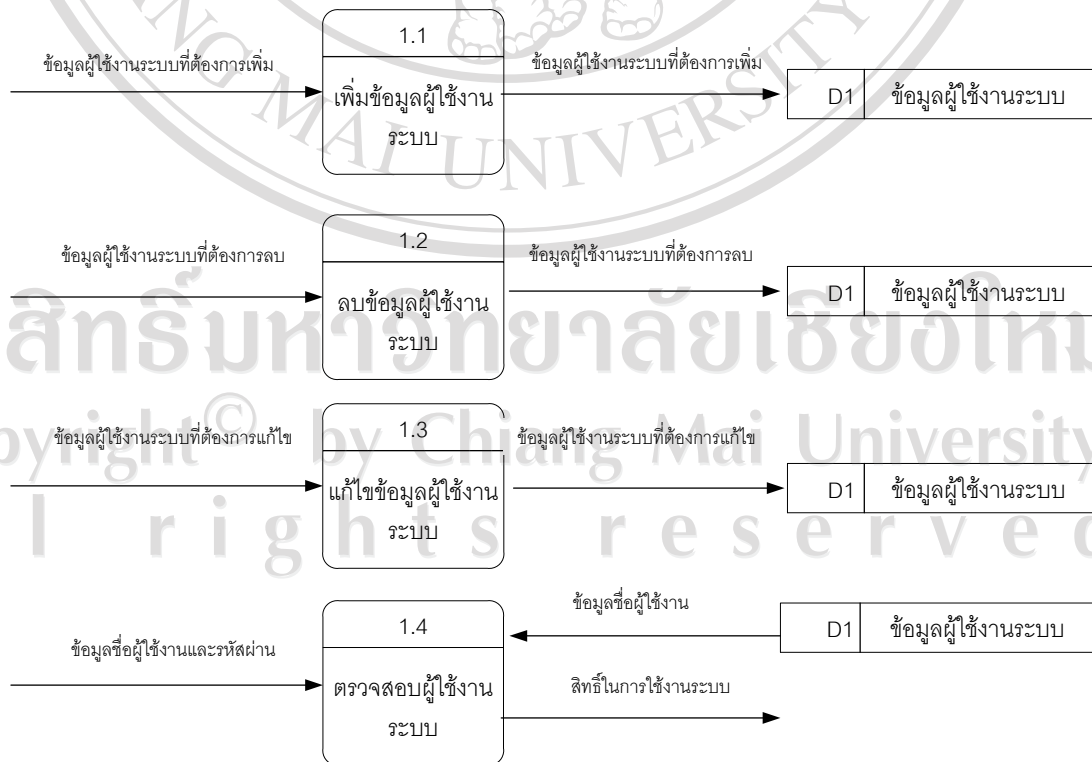 1.1
ข้อมูลผู้ใช้งานระบบที่ต้องการเพิ่ม
เพิ่มข้อมูลผู้ใช้งาน
ระบบ
ข้อมูลผู้ใช้งานระบบที่ต้องการเพิ่ม
D1 ข้อมูลผู้ใช้งานระบบ
MAI UNIVERSITY
1.2
ข้อมูลผู้ใช้งานระบบที่ต้องการลบ
ลบข้อมูลผู้ใช้งาน
ระบบ
ข้อมูลผู้ใช้งานระบบที่ต้องการลบ
D1 ข้อมูลผู้ใช้งานระบบ
สิทธิ์มหาวิทยาลัยเชียงใหม
1.3
ข้อมูลผู้ใช้งานระบบที่ต้องการแก้ไข
แก้ไขข้อมูลผู้ใช้งาน
ระบบ
ข้อมูลผู้ใช้งานระบบที่ต้องการแก้ไข
D1 ข้อมูลผู้ใช้งานระบบ
opyright© by Chiang Mai University
l rights reserved
1.4
ข้อมูลชื่อผู้ใช้งานและรหัสผ่าน
ตรวจสอบผู้ใช้งาน
ระบบ
ข้อมูลชื่อผู้ใช้งาน
D1 ข้อมูลผู้ใช้งานระบบ
สิทธิ์ในการใช้งานระบบ